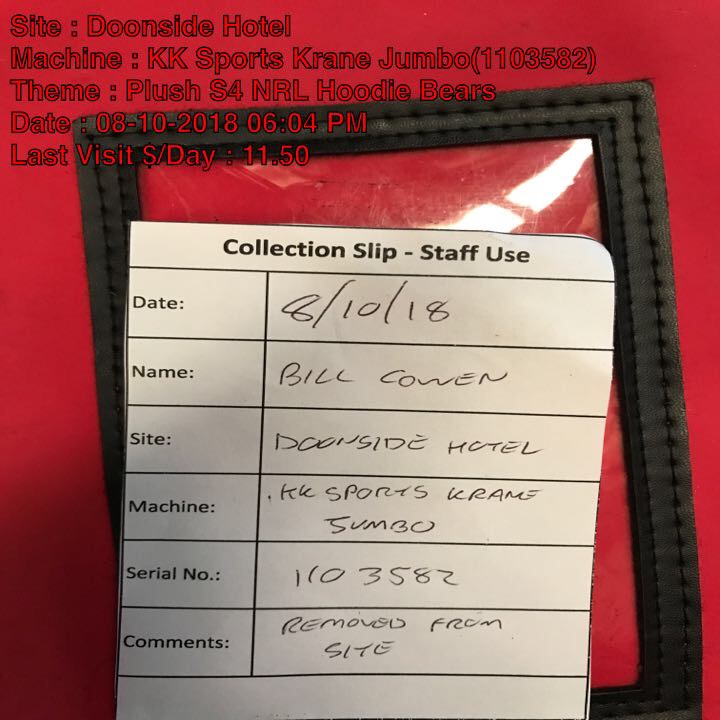 Site : Doonside Hotel
Machine : KK Sports Krane Jumbo(1103582)
Theme : Plush S4 NRL Hoodie Bears
Date : 08-10-2018 06:04 PM
Last Visit $/Day : 11.50
Collection Slip - Staff Use
Date: 8/10/18
Name: BILL COWEN
Site: DOONSIDE HOTEL
Machine: KK SPORTS KRANE
JUMBO
Serial No.: 1103582
Comments: REMOVED FROM
SITE